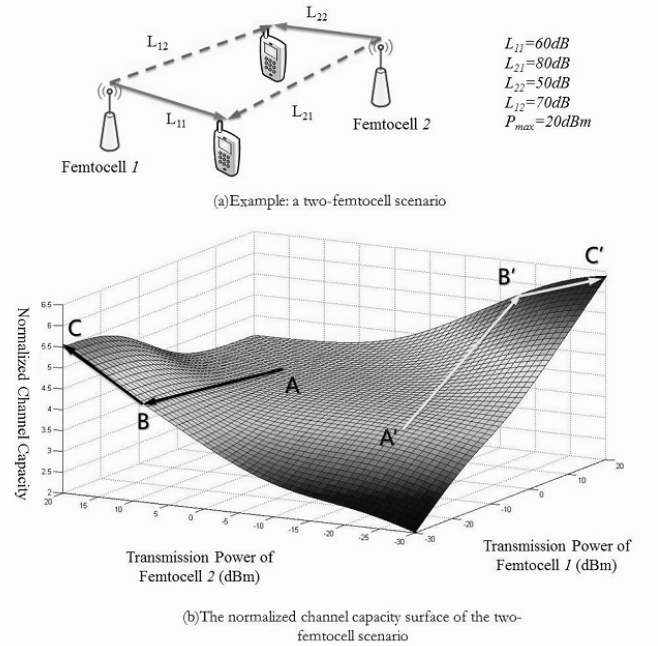 L12
L22
L11
L21
Femtocell 1
Femtocell 2
L11=60dB
L21=80dB
L22=50dB
L12=70dB
Pmax=20dBm
(a)Example: a two-femtocell scenario
Normalized Channel Capacity
6.5
6
5.5
5
4.5
4
3.5
3
2.5
2
C
B
A
A′
B′
C′
20
15
10
5
0
-5
-10
-15
-20
-25
-30
-30
-20
-10
0
10
20
Transmission Power of
Femtocell 2 (dBm)
Transmission Power of
Femtocell 1 (dBm)
(b)The normalized channel capacity surface of the two-
femtocell scenario